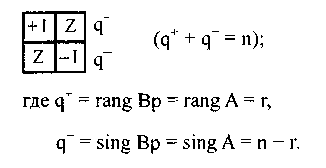 +I Z q⁻
Z −I q⁻
(q⁺ + q⁻ = n);
где q⁺ = rang Bp = rang A = r,
q⁻ = sing Bp = sing A = n − r.